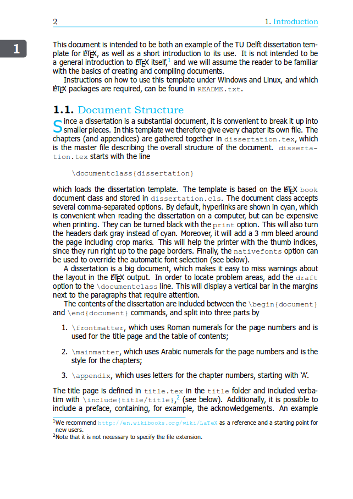 2
1. Introduction
1
This document is intended to be both an example of the TU Delft dissertation tem-
plate for LATEX, as well as a functional introduction to its use. It is not intended to be
a general introduction to LATEX itself,1 and we will assume the reader to be familiar
with the basics of creating and compiling documents.
Instructions on how to use this template under Windows and Linux, and which
LATEX packages are required, can be found in README.txt.
1.1. Document Structure
Since a dissertation is a substantial document, it is convenient to break it up into
smaller pieces. In this template we therefore give every chapter its own file. The
chapters (and appendices) are gathered together in dissertation.tex, which
is the master file describing the overall structure of the document. disserta-
tion.tex starts with the line
\documentclass{dissertation}
which loads the dissertation template. The template is based on the LATEX book
document class and stored in dissertation.cls. The document class accepts
several comma-separated options. By default, hyperlinks are shown in cyan, which
is convenient when reading the dissertation on a computer, but can be expensive
when printing. They can be turned black with the print option. This will also turn
the headers dark gray instead of cyan. Moreover, it will add a 3 mm bleed around
the page including crop marks. This will help the printer with the thumb indices,
since they run right up to the page borders. Finally, the nativefonts option can
be used to override the automatic font selection (see below).
A dissertation is a big document, which makes it easy to miss warnings about
the layout in the LATEX output. In order to locate problem areas, add the draft
option to the \documentclass line. This will display a vertical bar in the margins
next to the paragraphs that require attention.
The contents of the dissertation are included between the \begin{document}
and \end{document} commands, and split into three parts by
1. \frontmatter, which uses Roman numerals for the page numbers and is
used for the title page and the table of contents;
2. \mainmatter, which uses Arabic numerals for the page numbers and is the
style for the chapters;
3. \appendix, which uses letters for the chapter numbers, starting with 'A'.
The title page is defined in title.tex in the title folder and included verba-
tim with \include{title/title},2 (see below). Additionally, it is possible to
include a preface, containing, for example, the acknowledgements. An example
1We recommend http://en.wikibooks.org/wiki/LaTeX as a reference and a starting point for
new users.
2Note that it is not necessary to specify the file extension.